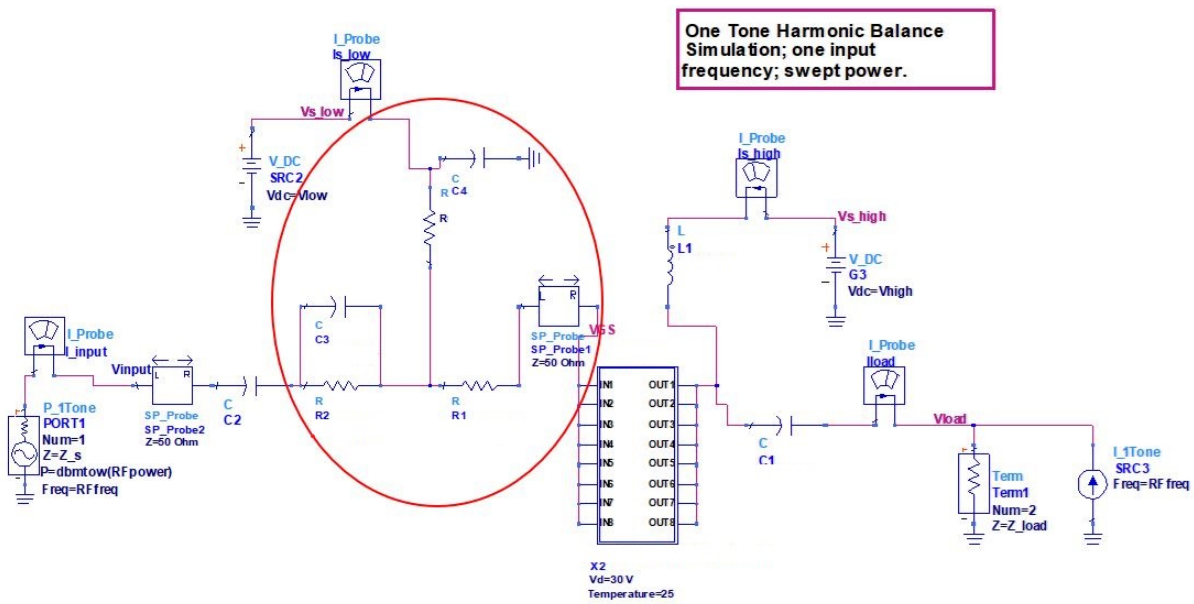 One Tone Harmonic Balance
Simulation; one input
frequency; swept power.
I_Probe
Is_low
Vs_low
V_DC
SRC2
Vdc=Vlow
C
C4
R
R
I_Probe
Is_high
Vs_high
L
L1
V_DC
G3
Vdc=Vhigh
I_Probe
I_input
Vinput
L
R
SP_Probe
SP_Probe2
Z=50 Ohm
P_1Tone
PORT1
Num=1
Z=Z_s
P=dbmtow(RFpower)
Freq=RFfreq
C
C2
C
C3
R
R2
R
R1
L
R
SP_Probe
SP_Probe1
Z=50 Ohm
VGS
IN1
IN2
IN3
IN4
IN5
IN6
IN7
IN8
OUT1
OUT2
OUT3
OUT4
OUT5
OUT6
OUT7
OUT8
X2
Vd=30 V
Temperature=25
C
C1
I_Probe
Iload
Vload
Term
Term1
Num=2
Z=Z_load
I_1Tone
SRC3
Freq=RFfreq